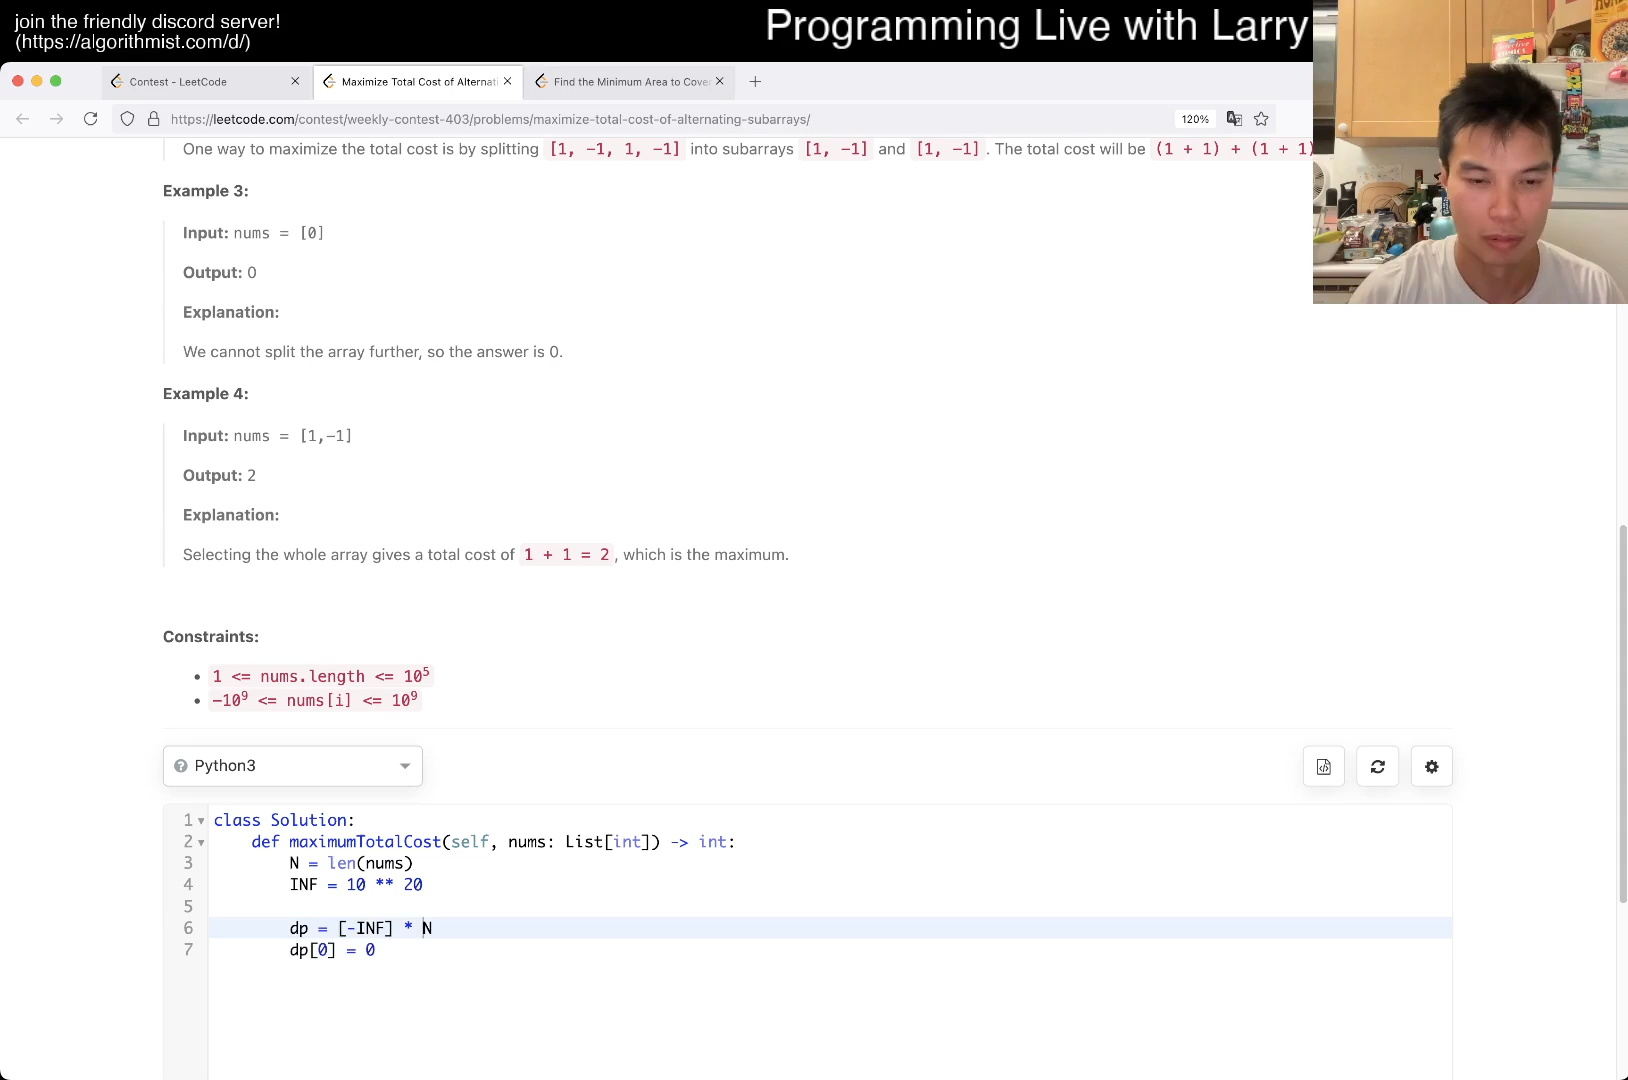 join the friendly discord server!
(https://algorithmist.com/d/)
Programming Live with Larry
Contest - LeetCode
Maximize Total Cost of Alternati
Find the Minimum Area to Cover
https://leetcode.com/contest/weekly-contest-403/problems/maximize-total-cost-of-alternating-subarrays/
120%
One way to maximize the total cost is by splitting [1, -1, 1, -1] into subarrays [1, -1] and [1, -1]. The total cost will be (1 + 1) + (1 + 1)
Example 3:
Input: nums = [0]
Output: 0
Explanation:
We cannot split the array further, so the answer is 0.
Example 4:
Input: nums = [1,-1]
Output: 2
Explanation:
Selecting the whole array gives a total cost of 1 + 1 = 2, which is the maximum.
Constraints:
1 <= nums.length <= 10⁵
-10⁹ <= nums[i] <= 10⁹
Python3
1 class Solution:
2 def maximumTotalCost(self, nums: List[int]) -> int:
3 N = len(nums)
4 INF = 10 ** 20
5
6 dp = [-INF] * N
7 dp[0] = 0